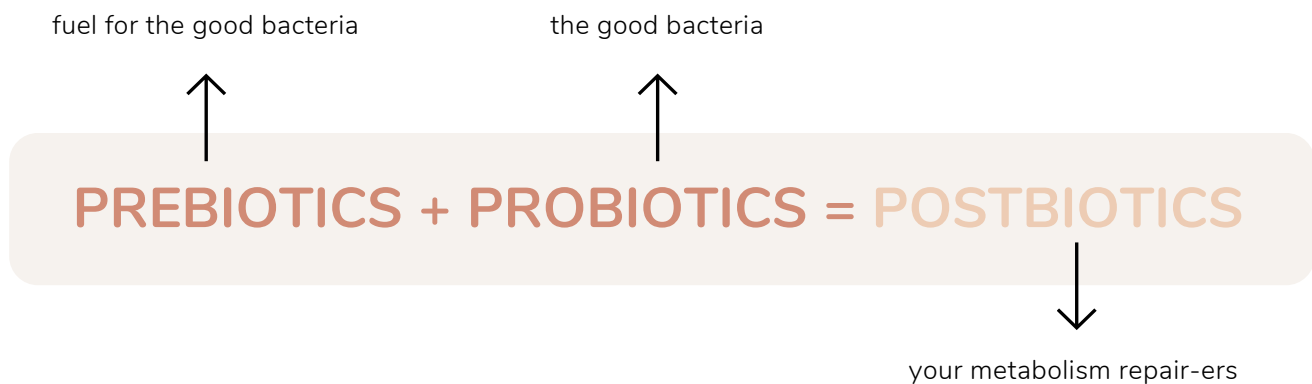 fuel for the good bacteria
the good bacteria
PREBIOTICS + PROBIOTICS = POSTBIOTICS
your metabolism repair-ers